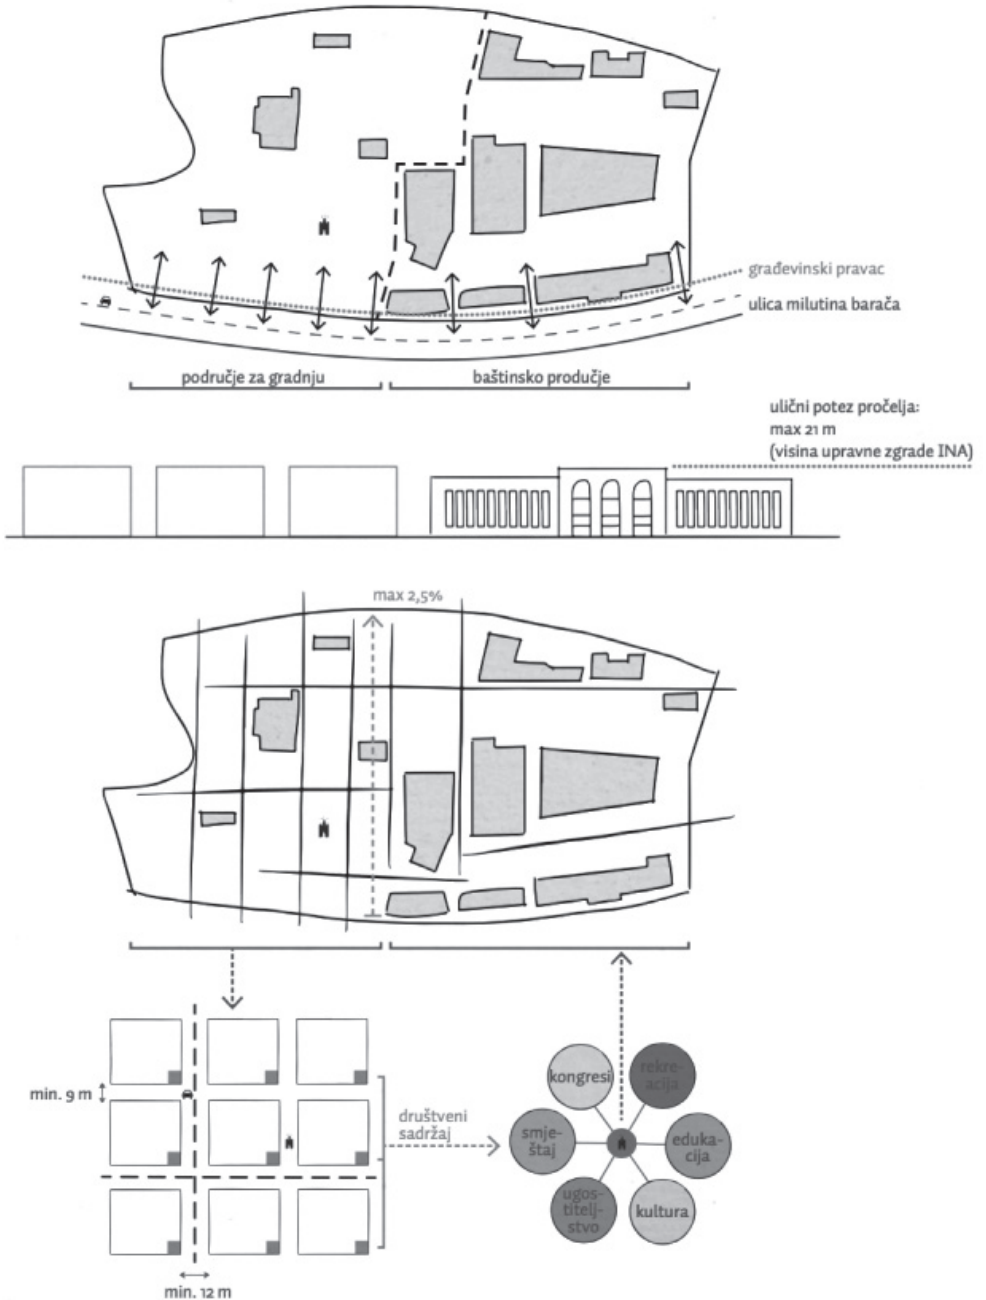 građevinski pravac
ulica milutina barača
područje za gradnju
baštinsko produčje
ulični potez pročelja:
max 21 m
(visina upravne zgrade INA)
max 2,5%
min. 9 m
min. 12 m
društveni
sadržaj
kongresi
rekre-
acija
smje-
štaj
eduka-
cija
ugos-
titelj-
stvo
kultura